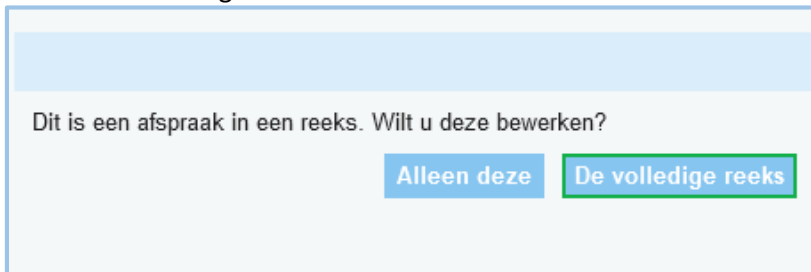 Dit is een afspraak in een reeks. Wilt u deze bewerken?
Alleen deze De volledige reeks